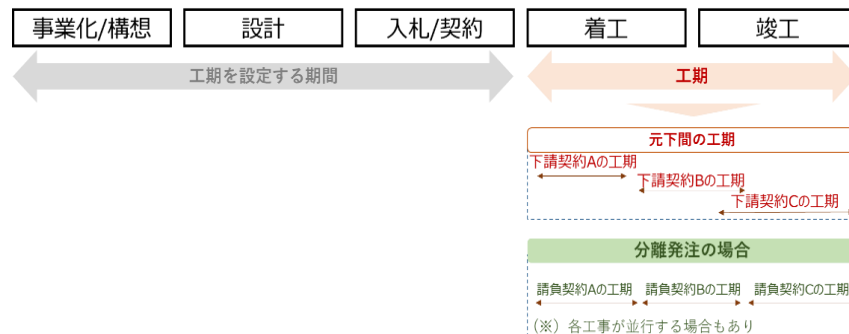 事業化/構想
設計
入札/契約
着工
竣工
工期を設定する期間
工期
元下間の工期
下請契約Aの工期
下請契約Bの工期
下請契約Cの工期
分離発注の場合
請負契約Aの工期
請負契約Bの工期
請負契約Cの工期
(※)各工事が並行する場合もあり